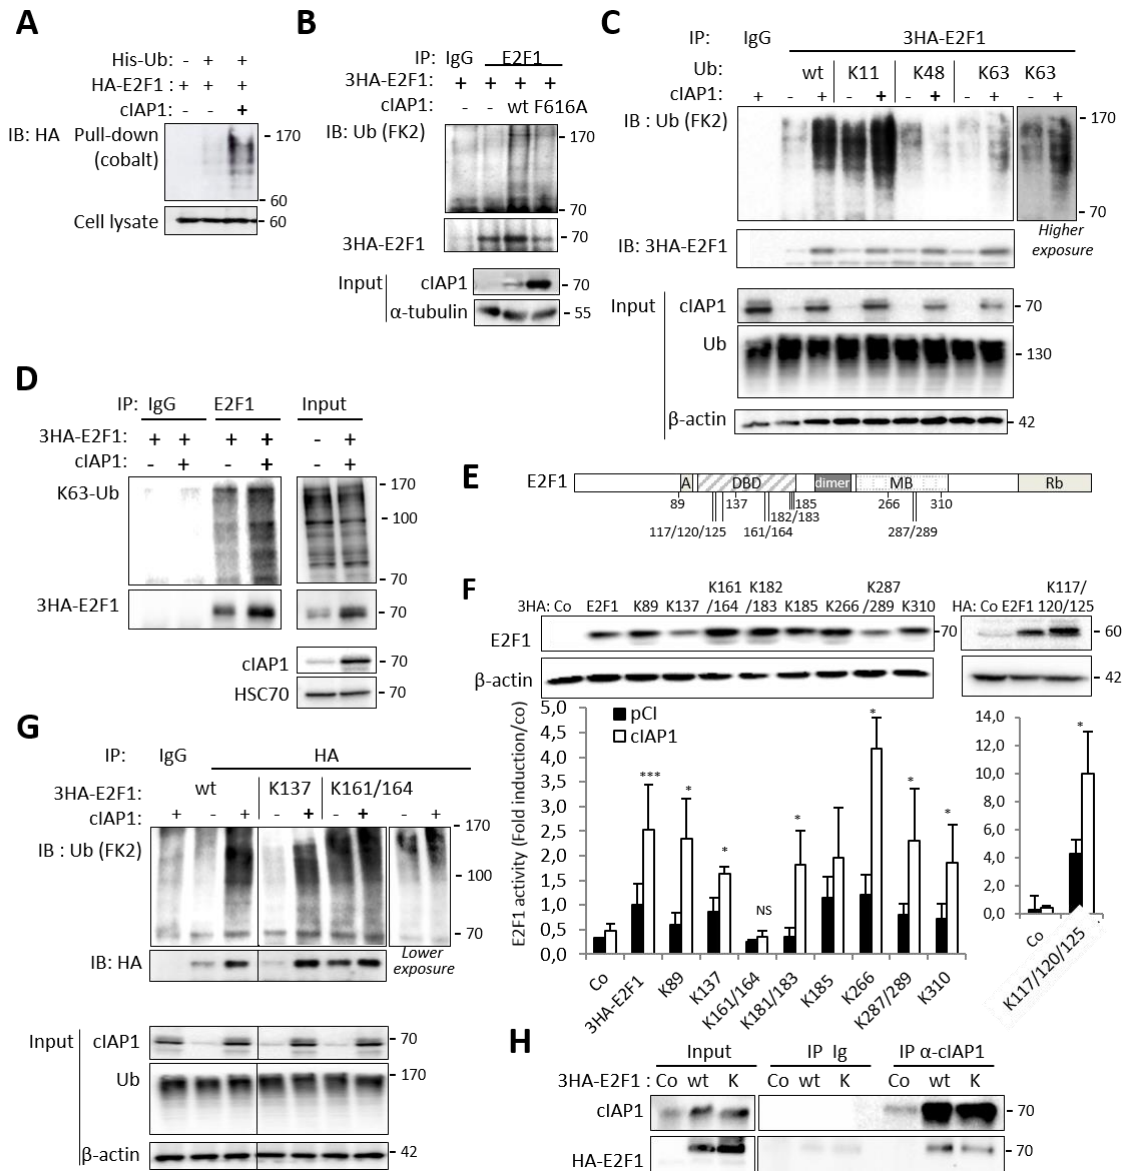 A
His-Ub: - + +
HA-E2F1: + + +
cIAP1: - - +
IB: HA Pull-down (cobalt)
- 170
- 60
Cell lysate - 60
B
IP: IgG E2F1
3HA-E2F1: + + + +
cIAP1: - - wt F616A
IB: Ub (FK2) - 170
- 70
3HA-E2F1 - 70
Input cIAP1 - 70
α-tubulin - 55
C
IP: IgG 3HA-E2F1
Ub: wt K11 K48 K63 K63
cIAP1: + - + - + - + - + - +
IB : Ub (FK2) - 170
- 70
Higher
exposure
IB: 3HA-E2F1
Input cIAP1 - 70
Ub - 130
β-actin - 42
D
IP: IgG E2F1 Input
3HA-E2F1: + + + + - +
cIAP1: - + - + - +
K63-Ub - 170
- 100
- 70
3HA-E2F1 - 70
cIAP1 - 70
HSC70 - 70
E
E2F1 A DBD dimer MB Rb
89 137 185 266 310
182/183
117/120/125 161/164 287/289
F
K161 K182 K287 K117/
3HA: Co E2F1 K89 K137 /164 /183 K185 K266 /289 K310 HA: Co E2F1 120/125
E2F1 -70 - 60
β-actin - 42
E2F1 activity (Fold induction/co)
pCI
cIAP1
5,0
4,5
4,0
3,5
3,0
2,5
2,0
1,5
1,0
0,5
0,0
*** * * NS * * * *
Co 3HA-E2F1 K89 K137 K161/164 K181/183 K185 K266 K287/289 K310
14,0
12,0
10,0
8,0
6,0
4,0
2,0
0,0
*
Co K117/120/125
G
IP: IgG HA
3HA-E2F1: wt K137 K161/164
cIAP1: + - + - + - + - +
IB : Ub (FK2) - 170
- 100
- 70
Lower
exposure
IB: HA
Input cIAP1 - 70
Ub - 170
β-actin - 42
H
Input IP Ig IP α-cIAP1
3HA-E2F1 : Co wt K Co wt K Co wt K
cIAP1 - 70
HA-E2F1 - 70